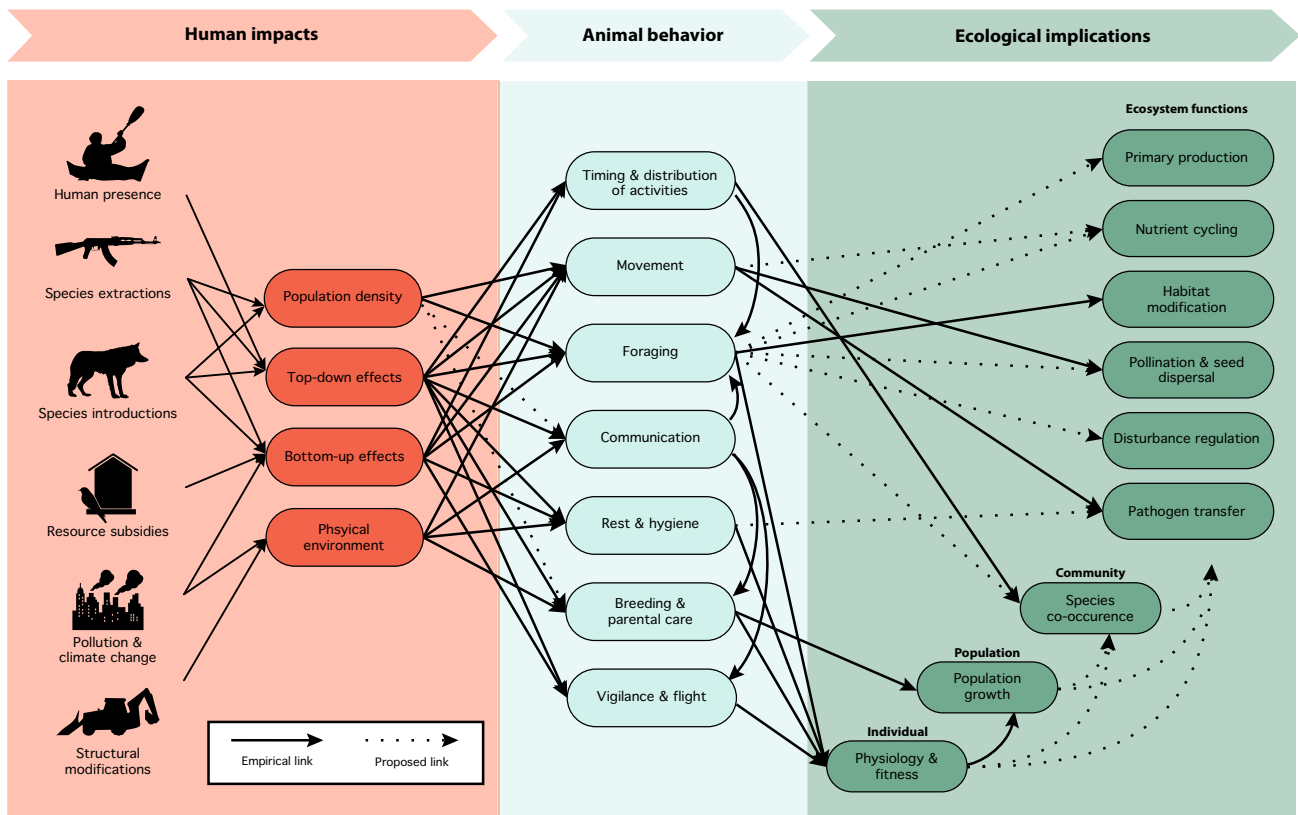 Human impacts
Animal behavior
Ecological implications
Human presence
Species extractions
Species introductions
Resource subsidies
Pollution &
climate change
Structural
modifications
Population density
Top-down effects
Bottom-up effects
Phsyical
environment
Empirical link
Proposed link
Timing & distribution
of activities
Movement
Foraging
Communication
Rest & hygiene
Breeding &
parental care
Vigilance & flight
Ecosystem functions
Primary production
Nutrient cycling
Habitat
modification
Pollination & seed
dispersal
Disturbance regulation
Pathogen transfer
Community
Species
co-occurence
Population
Population
growth
Individual
Physiology &
fitness